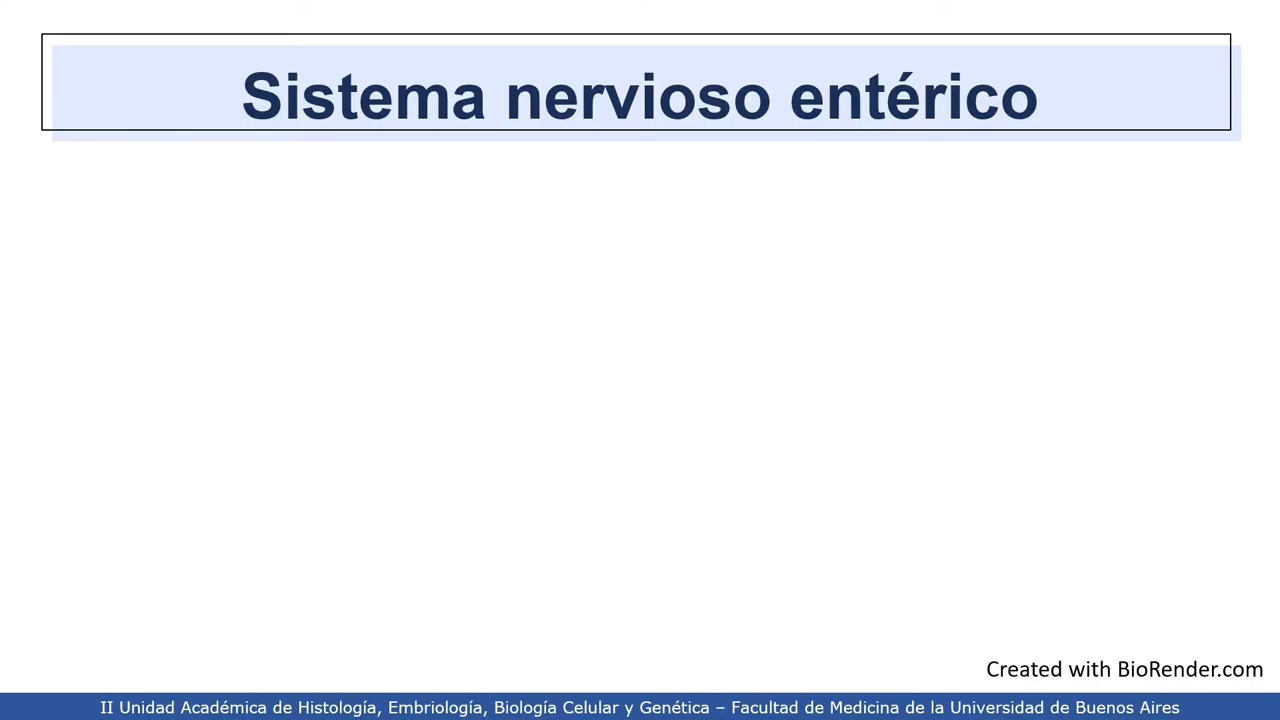 Sistema nervioso entérico
Created with BioRender.com
II Unidad Académica de Histología, Embriología, Biología Celular y Genética – Facultad de Medicina de la Universidad de Buenos Aires